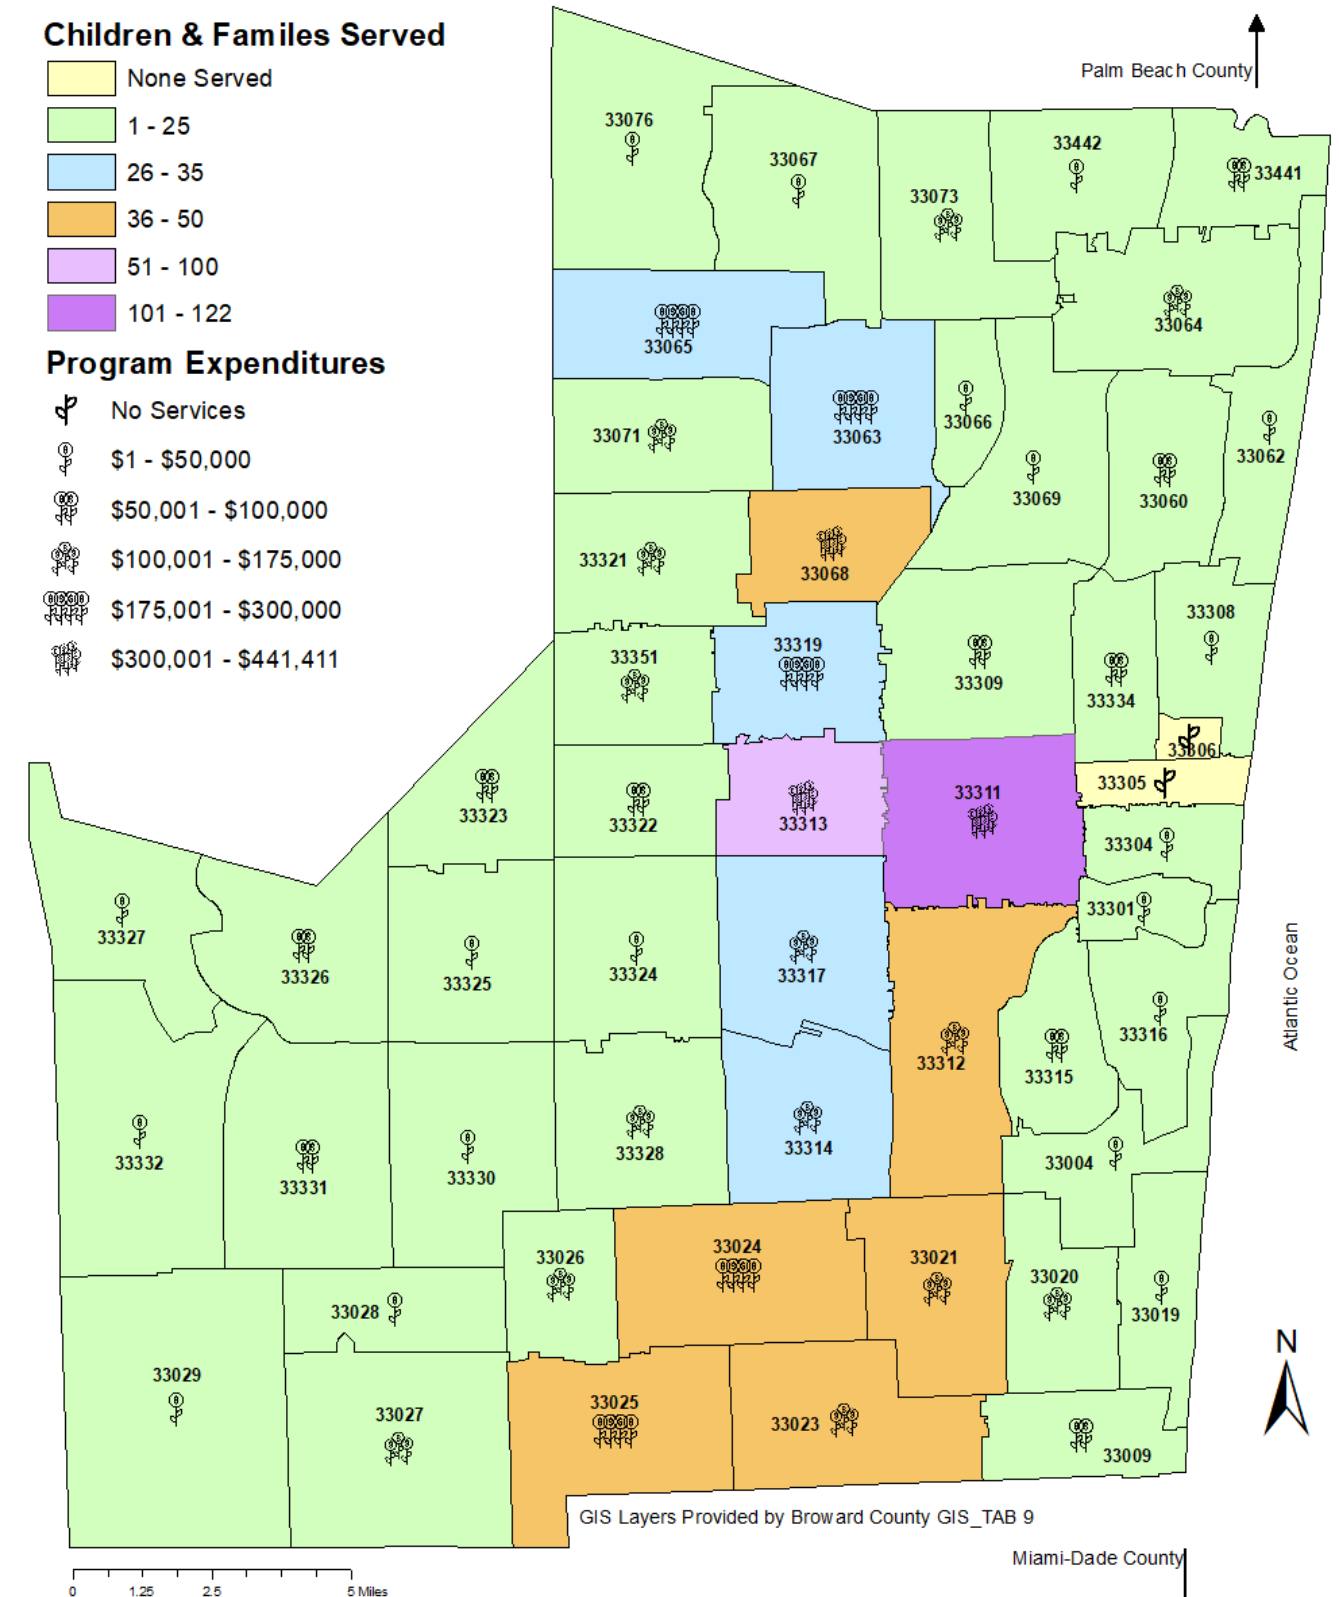 Children & Familes Served
None Served
1 - 25
26 - 35
36 - 50
51 - 100
101 - 122
Program Expenditures
No Services
$1 - $50,000
$50,001 - $100,000
$100,001 - $175,000
$175,001 - $300,000
$300,001 - $441,411
Palm Beach County
33076
33067
33442
33441
33073
33064
33065
33063
33066
33062
33071
33069
33060
33321
33068
33308
33319
33351
33309
33334
33306
33305
33311
33323
33322
33313
33304
33301
33327
33326
33325
33324
33317
33316
Atlantic Ocean
33312
33315
33332
33331
33330
33328
33314
33004
33026
33024
33021
33020
33019
33028
33029
33027
33025
33023
33009
N
GIS Layers Provided by Broward County GIS_TAB 9
Miami-Dade County
0 1.25 2.5 5 Miles